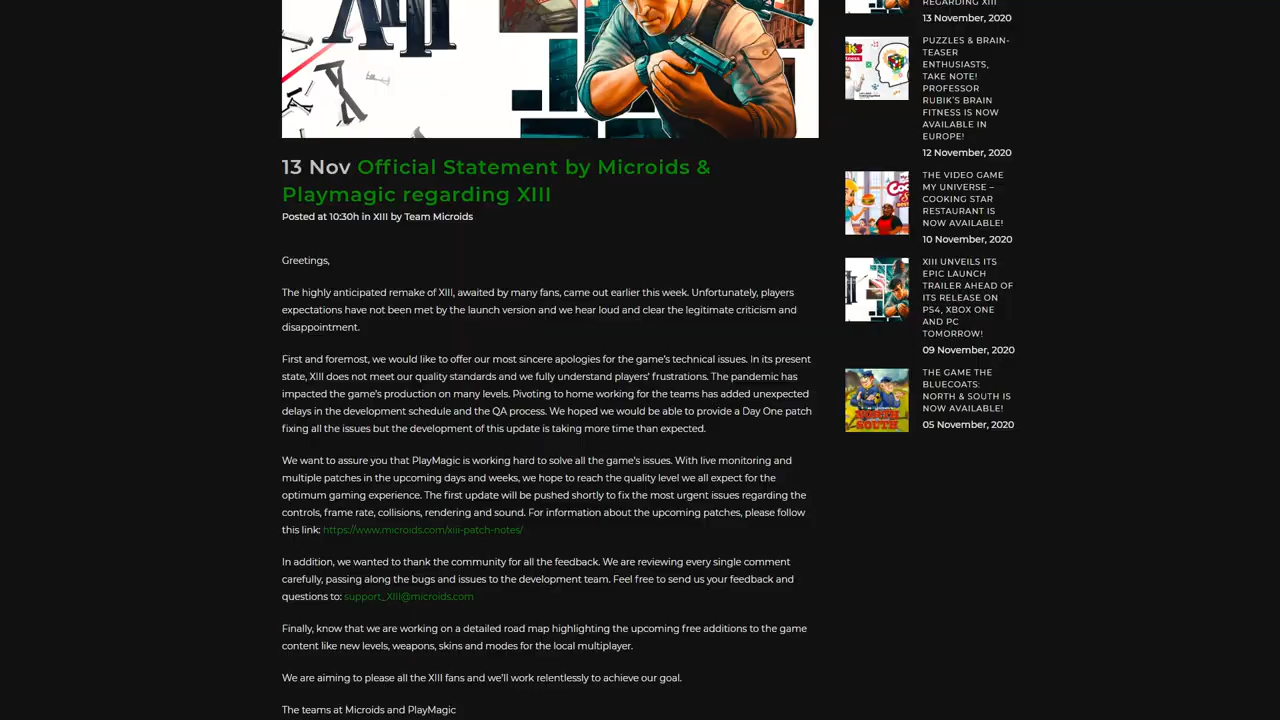 XIII
13 Nov Official Statement by Microids &
Playmagic regarding XIII
Posted at 10:30h in XIII by Team Microids
Greetings,
The highly anticipated remake of XIII, awaited by many fans, came out earlier this week. Unfortunately, players
expectations have not been met by the launch version and we hear loud and clear the legitimate criticism and
disappointment.
First and foremost, we would like to offer our most sincere apologies for the game's technical issues. In its present
state, XIII does not meet our quality standards and we fully understand players' frustrations. The pandemic has
impacted the game's production on many levels. Pivoting to home working for the teams has added unexpected
delays in the development schedule and the QA process. We hoped we would be able to provide a Day One patch
fixing all the issues but the development of this update is taking more time than expected.
We want to assure you that PlayMagic is working hard to solve all the game's issues. With live monitoring and
multiple patches in the upcoming days and weeks, we hope to reach the quality level we all expect for the
optimum gaming experience. The first update will be pushed shortly to fix the most urgent issues regarding the
controls, frame rate, collisions, rendering and sound. For information about the upcoming patches, please follow
this link: https://www.microids.com/xiii-patch-notes/
In addition, we wanted to thank the community for all the feedback. We are reviewing every single comment
carefully, passing along the bugs and issues to the development team. Feel free to send us your feedback and
questions to: support_XIII@microids.com
Finally, know that we are working on a detailed road map highlighting the upcoming free additions to the game
content like new levels, weapons, skins and modes for the local multiplayer.
We are aiming to please all the XIII fans and we'll work relentlessly to achieve our goal.
The teams at Microids and PlayMagic
REGARDING XIII
13 November, 2020
PUZZLES & BRAIN-
TEASER
ENTHUSIASTS,
TAKE NOTE!
PROFESSOR
RUBIK'S BRAIN
FITNESS IS NOW
AVAILABLE IN
EUROPE!
12 November, 2020
THE VIDEO GAME
MY UNIVERSE –
COOKING STAR
RESTAURANT IS
NOW AVAILABLE!
10 November, 2020
XIII UNVEILS ITS
EPIC LAUNCH
TRAILER AHEAD OF
ITS RELEASE ON
PS4, XBOX ONE
AND PC
TOMORROW!
09 November, 2020
THE GAME THE
BLUECOATS:
NORTH & SOUTH IS
NOW AVAILABLE!
05 November, 2020
NORTH
SOUTH